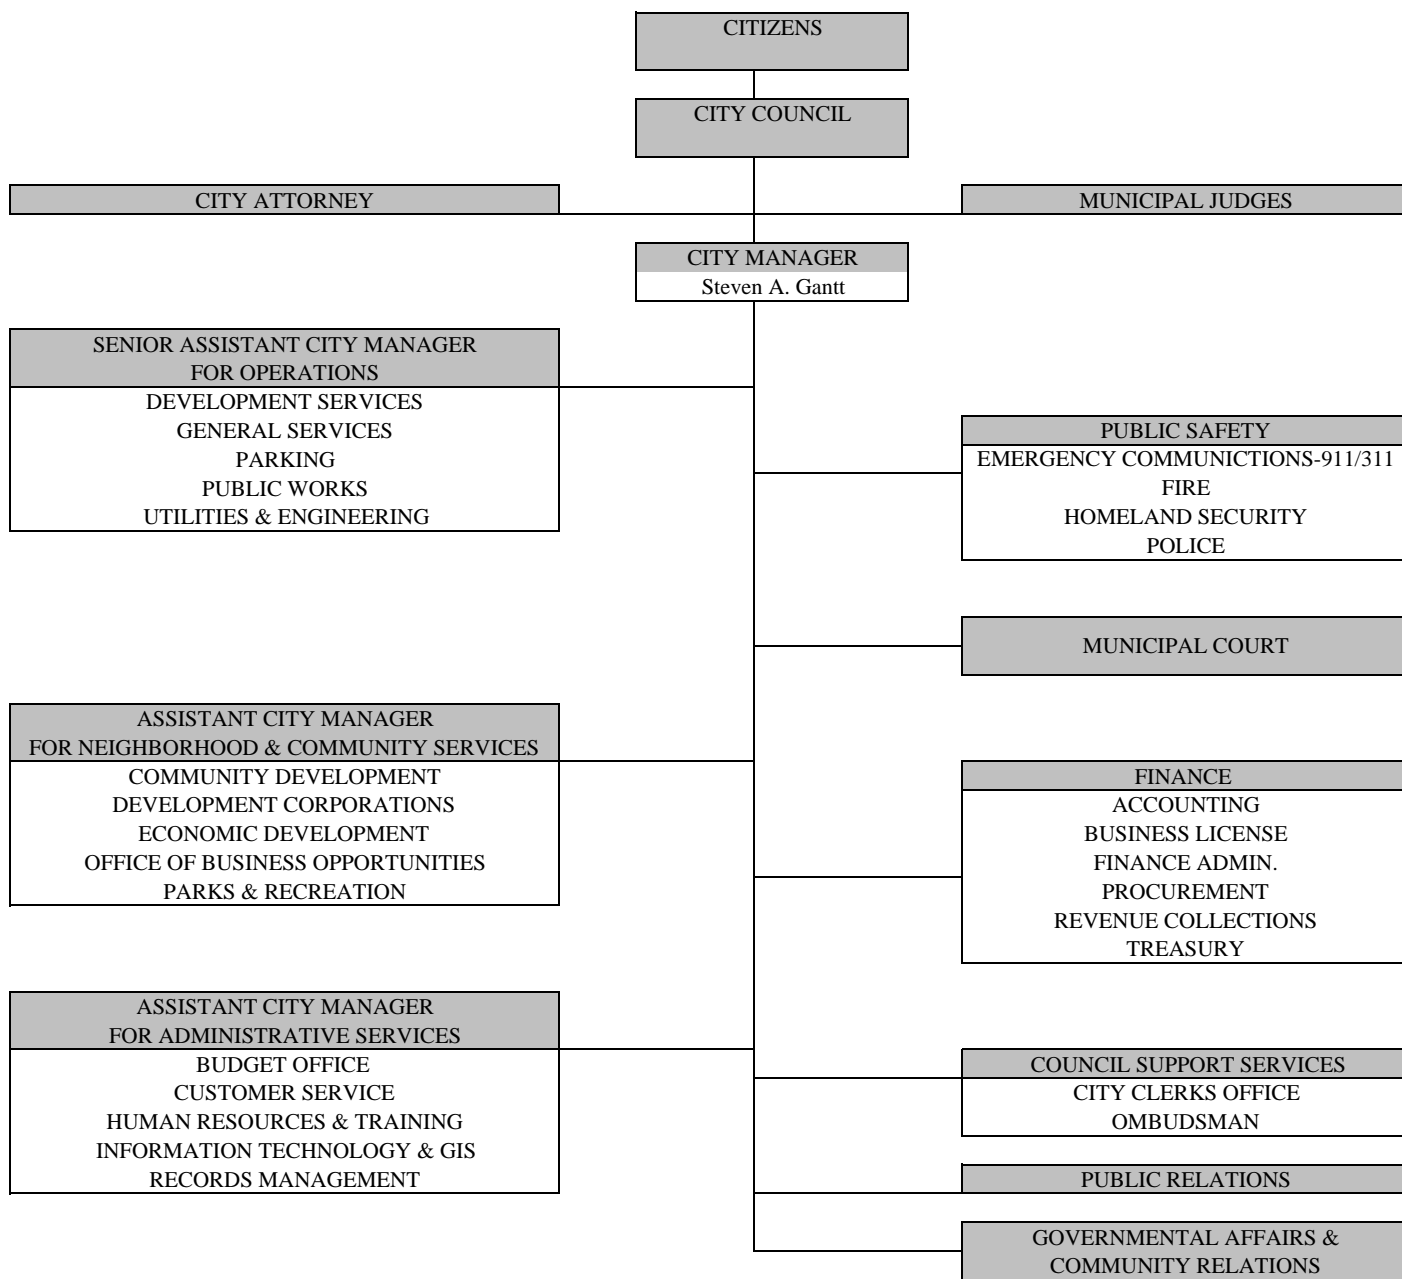 CITIZENS
CITY COUNCIL
CITY ATTORNEY
MUNICIPAL JUDGES
CITY MANAGER
Steven A. Gantt
SENIOR ASSISTANT CITY MANAGER
FOR OPERATIONS
DEVELOPMENT SERVICES
GENERAL SERVICES
PARKING
PUBLIC WORKS
UTILITIES & ENGINEERING
PUBLIC SAFETY
EMERGENCY COMMUNICTIONS-911/311
FIRE
HOMELAND SECURITY
POLICE
MUNICIPAL COURT
ASSISTANT CITY MANAGER
FOR NEIGHBORHOOD & COMMUNITY SERVICES
COMMUNITY DEVELOPMENT
DEVELOPMENT CORPORATIONS
ECONOMIC DEVELOPMENT
OFFICE OF BUSINESS OPPORTUNITIES
PARKS & RECREATION
FINANCE
ACCOUNTING
BUSINESS LICENSE
FINANCE ADMIN.
PROCUREMENT
REVENUE COLLECTIONS
TREASURY
ASSISTANT CITY MANAGER
FOR ADMINISTRATIVE SERVICES
BUDGET OFFICE
CUSTOMER SERVICE
HUMAN RESOURCES & TRAINING
INFORMATION TECHNOLOGY & GIS
RECORDS MANAGEMENT
COUNCIL SUPPORT SERVICES
CITY CLERKS OFFICE
OMBUDSMAN
PUBLIC RELATIONS
GOVERNMENTAL AFFAIRS &
COMMUNITY RELATIONS